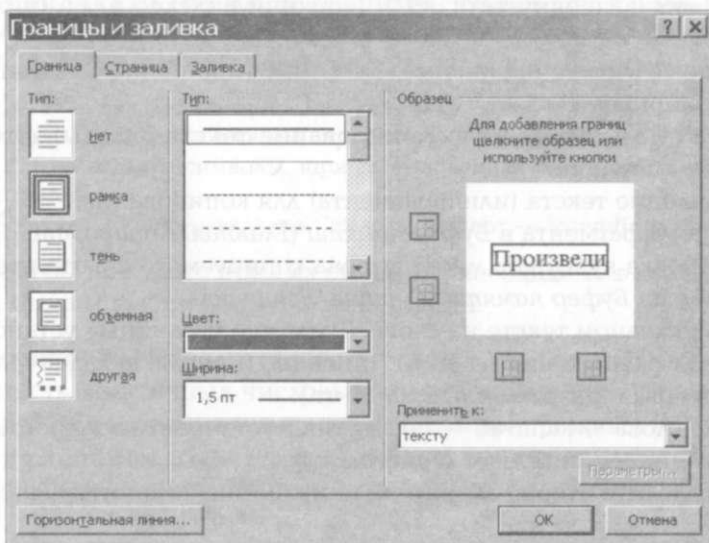 Границы и заливка
Граница
Страница
Заливка
Тип:
нет
рамка
тень
объемная
другая
Тип:
Цвет:
Ширина:
1,5 пт
Образец
Для добавления границ
щелкните образец или
используйте кнопки
Произведи
Применить к:
тексту
Параметры...
Горизонтальная линия...
ОК
Отмена